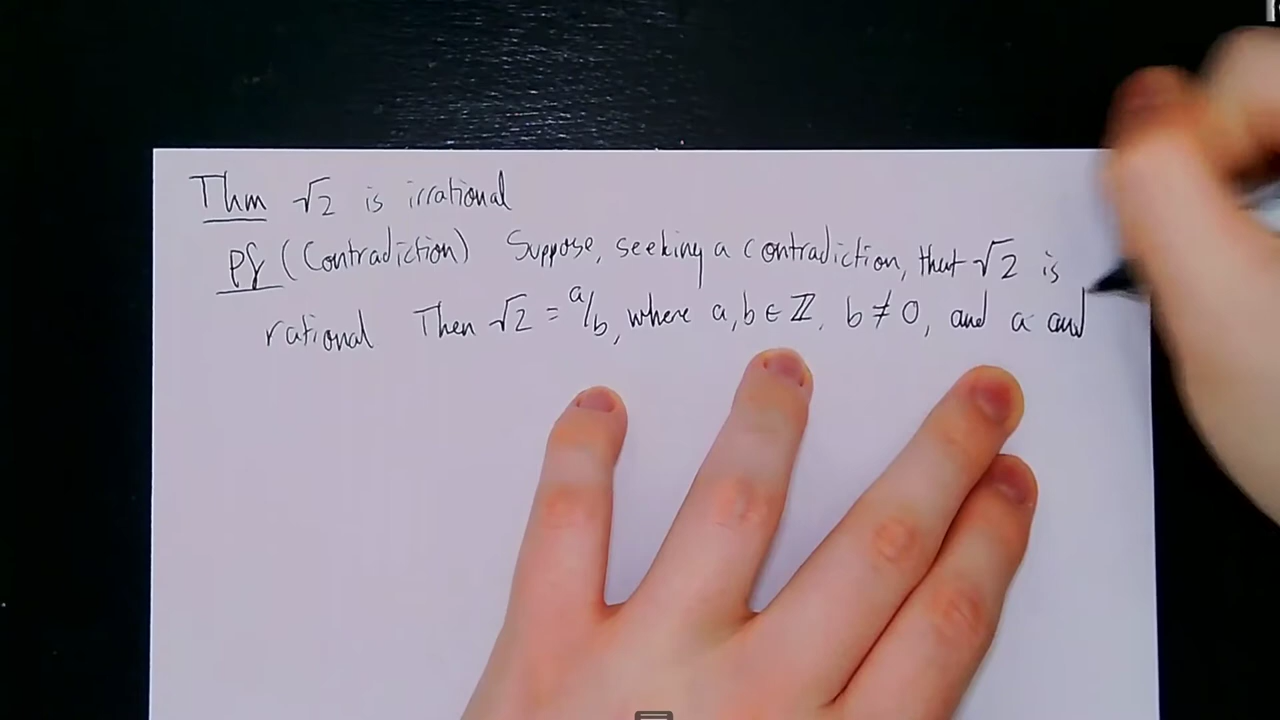 Thm √2 is irrational
Pf (Contradiction) Suppose, seeking a contradiction, that √2 is
rational Then √2 = a/b, where a, b ∈ ℤ, b ≠ 0, and a and